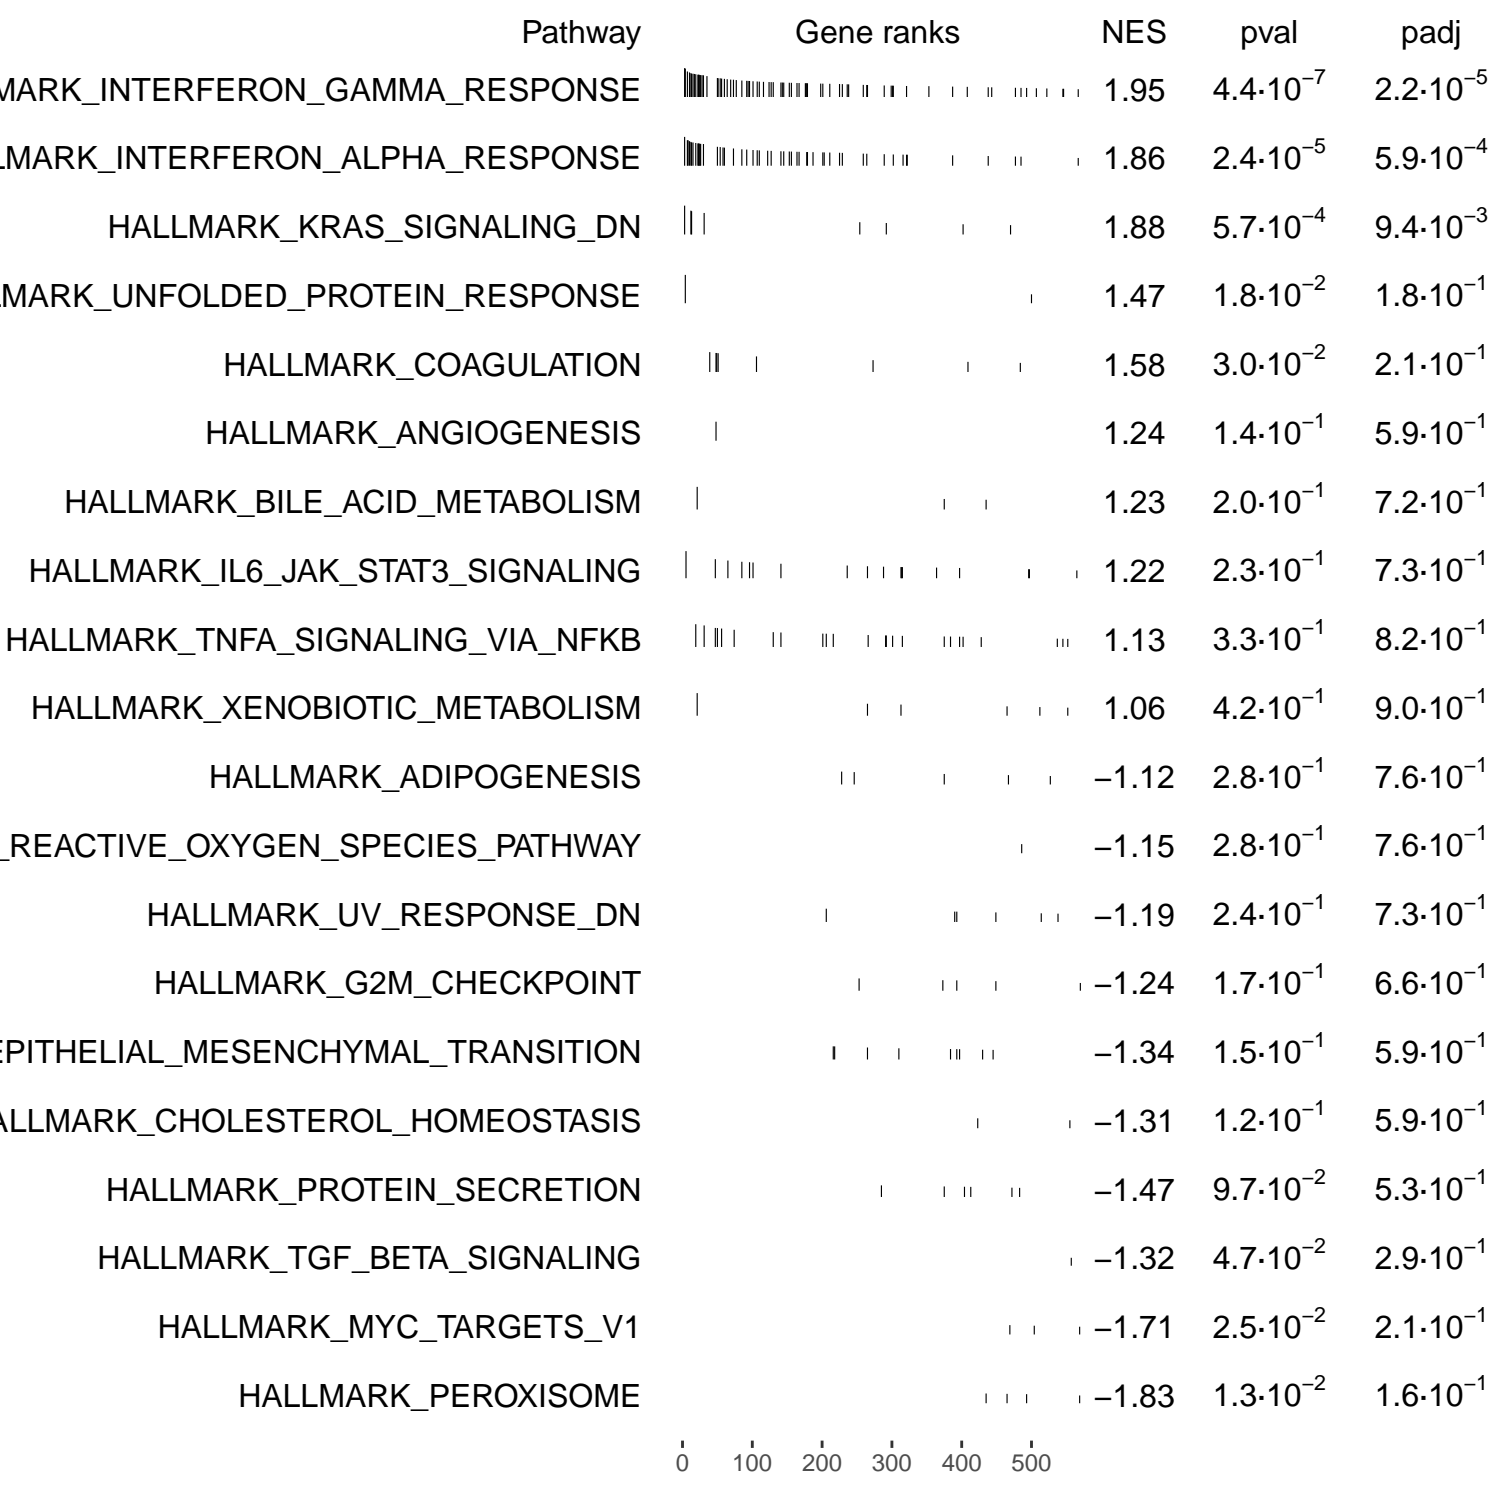 Pathway Gene ranks NES pval padj
MARK_INTERFERON_GAMMA_RESPONSE 1.95 4.4·10⁻⁷ 2.2·10⁻⁵
LMARK_INTERFERON_ALPHA_RESPONSE 1.86 2.4·10⁻⁵ 5.9·10⁻⁴
HALLMARK_KRAS_SIGNALING_DN 1.88 5.7·10⁻⁴ 9.4·10⁻³
MARK_UNFOLDED_PROTEIN_RESPONSE 1.47 1.8·10⁻² 1.8·10⁻¹
HALLMARK_COAGULATION 1.58 3.0·10⁻² 2.1·10⁻¹
HALLMARK_ANGIOGENESIS 1.24 1.4·10⁻¹ 5.9·10⁻¹
HALLMARK_BILE_ACID_METABOLISM 1.23 2.0·10⁻¹ 7.2·10⁻¹
HALLMARK_IL6_JAK_STAT3_SIGNALING 1.22 2.3·10⁻¹ 7.3·10⁻¹
HALLMARK_TNFA_SIGNALING_VIA_NFKB 1.13 3.3·10⁻¹ 8.2·10⁻¹
HALLMARK_XENOBIOTIC_METABOLISM 1.06 4.2·10⁻¹ 9.0·10⁻¹
HALLMARK_ADIPOGENESIS −1.12 2.8·10⁻¹ 7.6·10⁻¹
_REACTIVE_OXYGEN_SPECIES_PATHWAY −1.15 2.8·10⁻¹ 7.6·10⁻¹
HALLMARK_UV_RESPONSE_DN −1.19 2.4·10⁻¹ 7.3·10⁻¹
HALLMARK_G2M_CHECKPOINT −1.24 1.7·10⁻¹ 6.6·10⁻¹
EPITHELIAL_MESENCHYMAL_TRANSITION −1.34 1.5·10⁻¹ 5.9·10⁻¹
ALLMARK_CHOLESTEROL_HOMEOSTASIS −1.31 1.2·10⁻¹ 5.9·10⁻¹
HALLMARK_PROTEIN_SECRETION −1.47 9.7·10⁻² 5.3·10⁻¹
HALLMARK_TGF_BETA_SIGNALING −1.32 4.7·10⁻² 2.9·10⁻¹
HALLMARK_MYC_TARGETS_V1 −1.71 2.5·10⁻² 2.1·10⁻¹
HALLMARK_PEROXISOME −1.83 1.3·10⁻² 1.6·10⁻¹
0 100 200 300 400 500